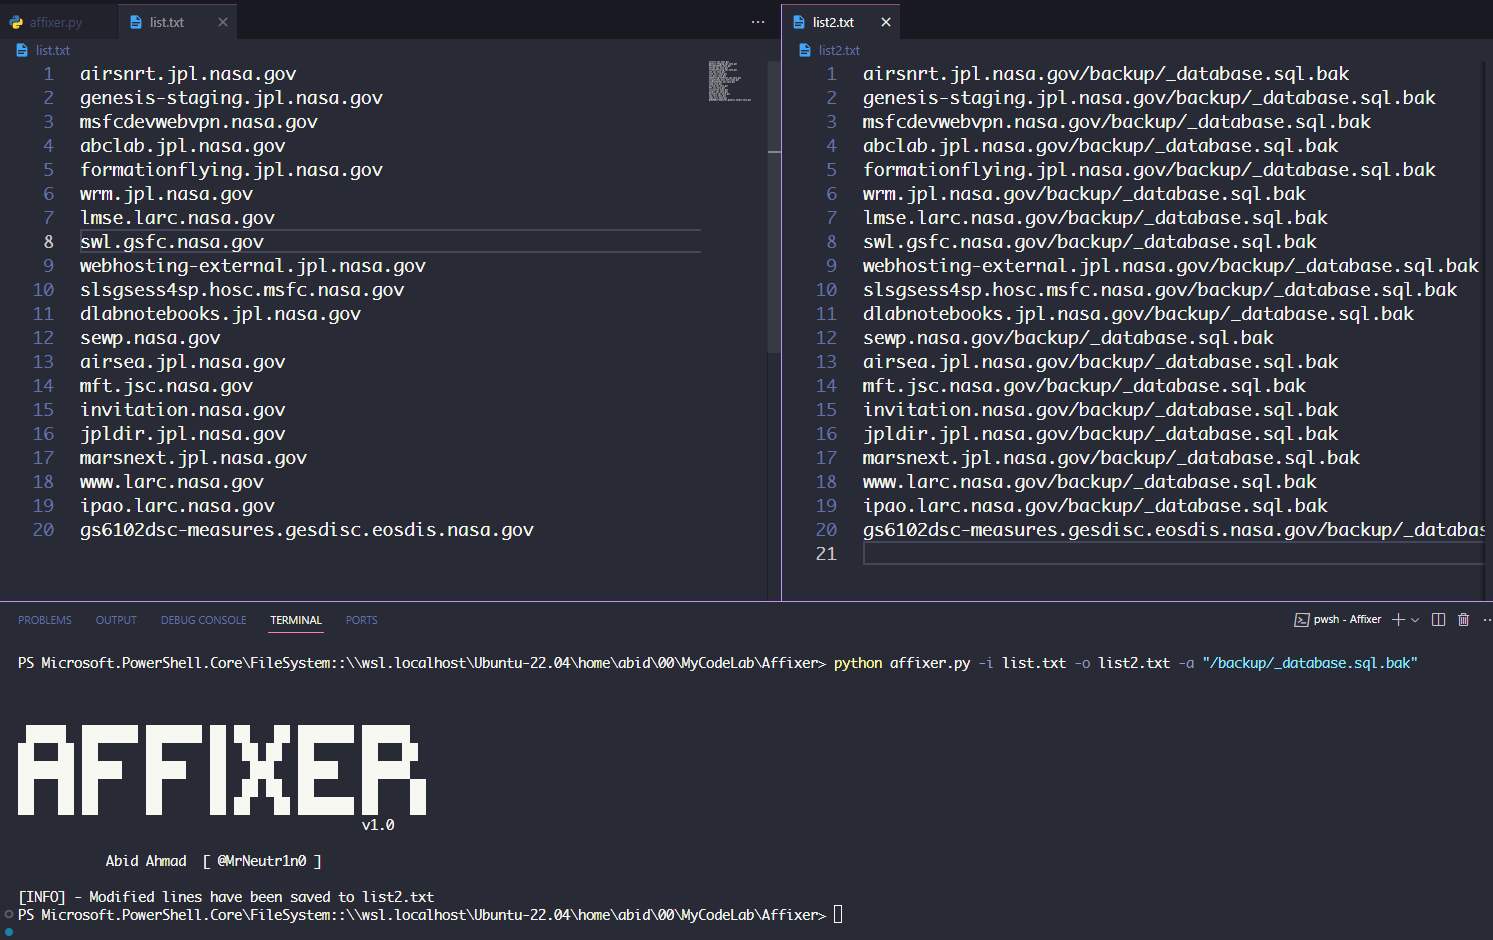 affixer.py
list.txt
list.txt
1 airsnrt.jpl.nasa.gov
2 genesis-staging.jpl.nasa.gov
3 msfcdevwebvpn.nasa.gov
4 abclab.jpl.nasa.gov
5 formationflying.jpl.nasa.gov
6 wrm.jpl.nasa.gov
7 lmse.larc.nasa.gov
8 swl.gsfc.nasa.gov
9 webhosting-external.jpl.nasa.gov
10 slsgsess4sp.hosc.msfc.nasa.gov
11 dlabnotebooks.jpl.nasa.gov
12 sewp.nasa.gov
13 airsea.jpl.nasa.gov
14 mft.jsc.nasa.gov
15 invitation.nasa.gov
16 jpldir.jpl.nasa.gov
17 marsnext.jpl.nasa.gov
18 www.larc.nasa.gov
19 ipao.larc.nasa.gov
20 gs6102dsc-measures.gesdisc.eosdis.nasa.gov
list2.txt
list2.txt
1 airsnrt.jpl.nasa.gov/backup/_database.sql.bak
2 genesis-staging.jpl.nasa.gov/backup/_database.sql.bak
3 msfcdevwebvpn.nasa.gov/backup/_database.sql.bak
4 abclab.jpl.nasa.gov/backup/_database.sql.bak
5 formationflying.jpl.nasa.gov/backup/_database.sql.bak
6 wrm.jpl.nasa.gov/backup/_database.sql.bak
7 lmse.larc.nasa.gov/backup/_database.sql.bak
8 swl.gsfc.nasa.gov/backup/_database.sql.bak
9 webhosting-external.jpl.nasa.gov/backup/_database.sql.bak
10 slsgsess4sp.hosc.msfc.nasa.gov/backup/_database.sql.bak
11 dlabnotebooks.jpl.nasa.gov/backup/_database.sql.bak
12 sewp.nasa.gov/backup/_database.sql.bak
13 airsea.jpl.nasa.gov/backup/_database.sql.bak
14 mft.jsc.nasa.gov/backup/_database.sql.bak
15 invitation.nasa.gov/backup/_database.sql.bak
16 jpldir.jpl.nasa.gov/backup/_database.sql.bak
17 marsnext.jpl.nasa.gov/backup/_database.sql.bak
18 www.larc.nasa.gov/backup/_database.sql.bak
19 ipao.larc.nasa.gov/backup/_database.sql.bak
20 gs6102dsc-measures.gesdisc.eosdis.nasa.gov/backup/_databas
21
PROBLEMS OUTPUT DEBUG CONSOLE TERMINAL PORTS
pwsh - Affixer
PS Microsoft.PowerShell.Core\FileSystem::\\wsl.localhost\Ubuntu-22.04\home\abid\00\MyCodeLab\Affixer> python affixer.py -i list.txt -o list2.txt -a "/backup/_database.sql.bak"
AFFIXER
v1.0
Abid Ahmad [ @MrNeutr1n0 ]
[INFO] - Modified lines have been saved to list2.txt
PS Microsoft.PowerShell.Core\FileSystem::\\wsl.localhost\Ubuntu-22.04\home\abid\00\MyCodeLab\Affixer>